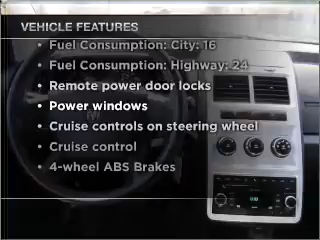 VEHICLE FEATURES
• Fuel Consumption: City: 16
• Fuel Consumption: Highway: 24
• Remote power door locks
• Power windows
• Cruise controls on steering wheel
• Cruise control
• 4-wheel ABS Brakes